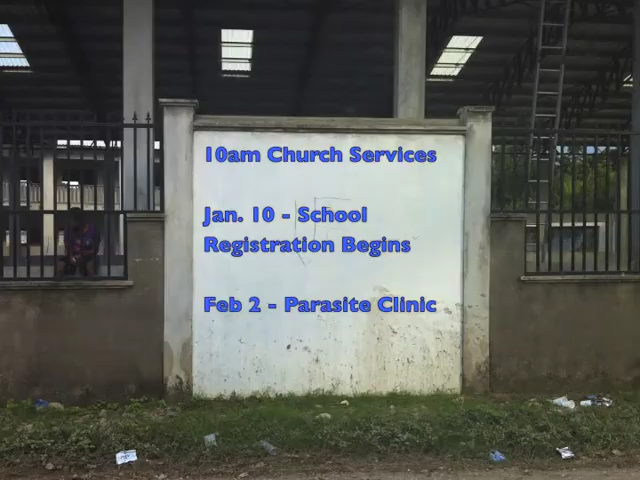 10am Church Services
Jan. 10 - School
Registration Begins
Feb 2 - Parasite Clinic